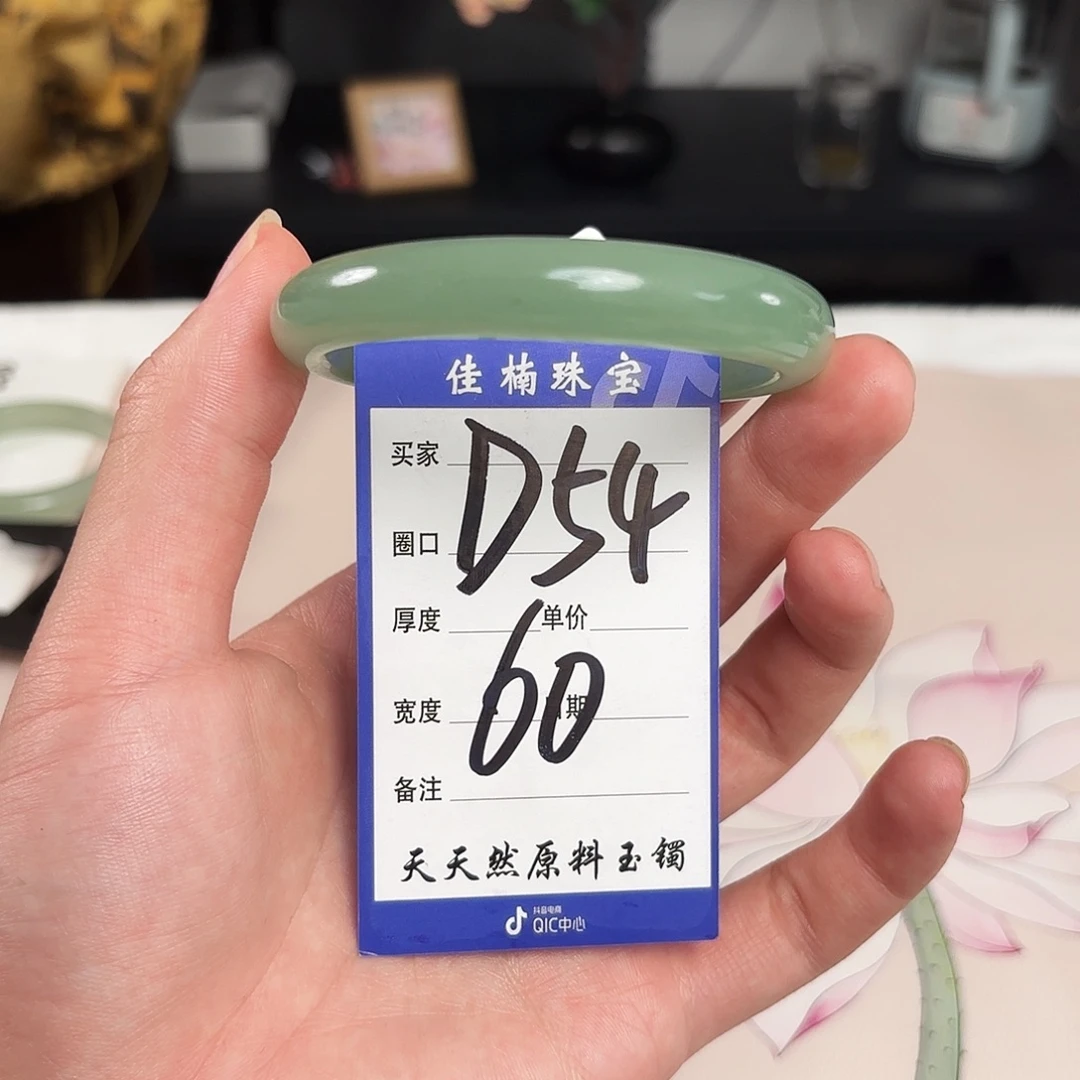 佳楠珠宝
买家
D54
圈口
厚度 单价
60
宽度 日期
备注
天天然原料玉镯
抖音电商
QIC中心